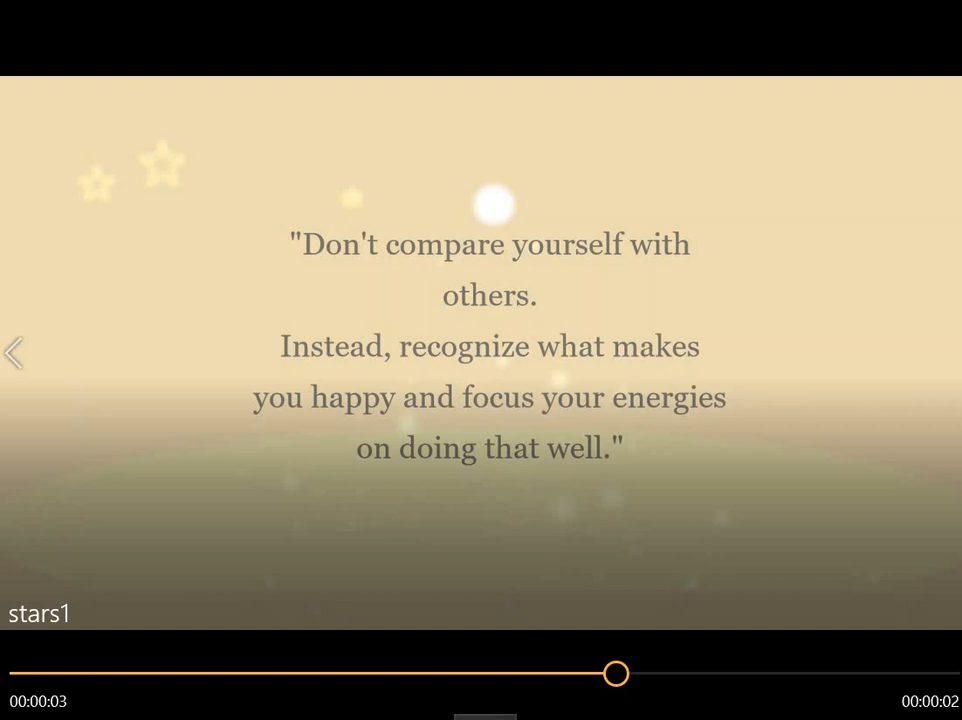 "Don't compare yourself with
others.
Instead, recognize what makes
you happy and focus your energies
on doing that well."
stars1
00:00:03
00:00:02